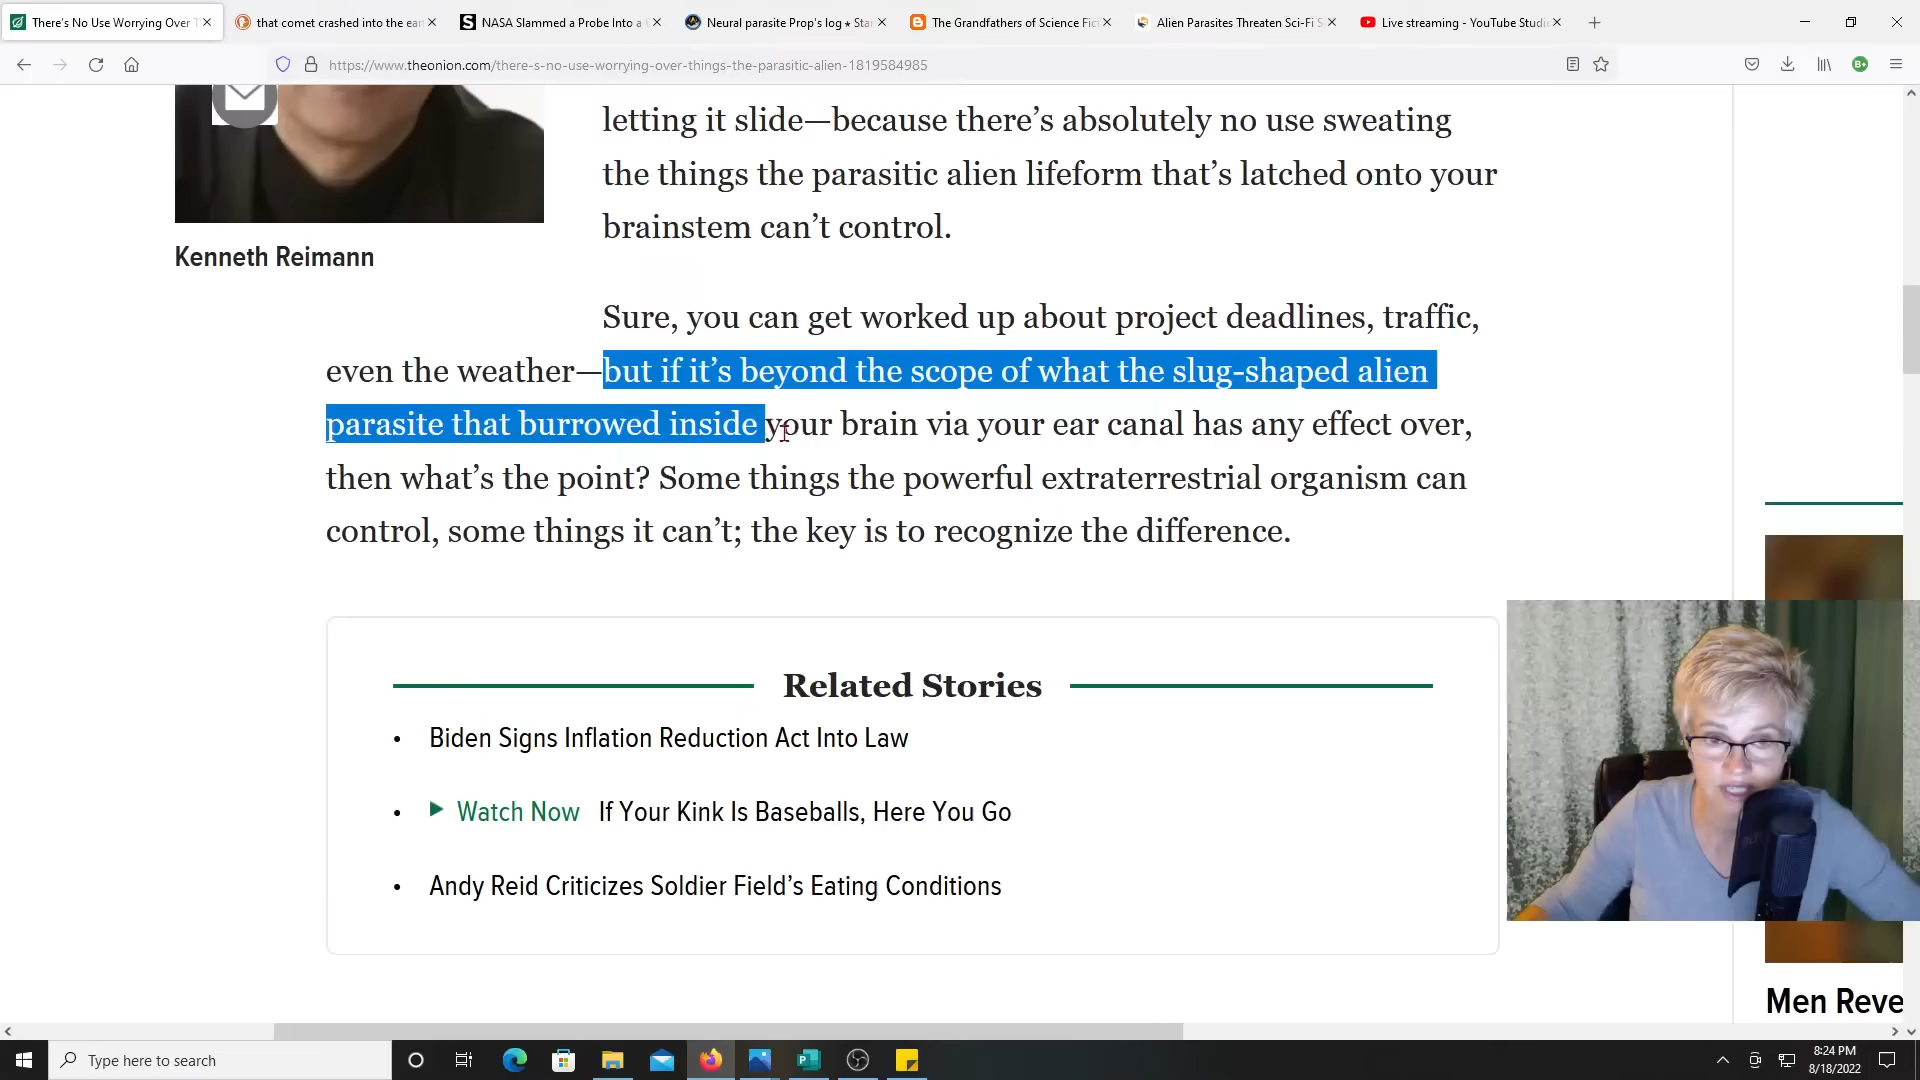 There's No Use Worrying Over T
that comet crashed into the ear
NASA Slammed a Probe Into a
Neural parasite Prop's log ★ Star
The Grandfathers of Science Fic
Alien Parasites Threaten Sci-Fi S
Live streaming - YouTube Studi
https://www.theonion.com/there-s-no-use-worrying-over-things-the-parasitic-alien-1819584985
letting it slide—because there's absolutely no use sweating
the things the parasitic alien lifeform that's latched onto your
brainstem can't control.
Kenneth Reimann
Sure, you can get worked up about project deadlines, traffic,
even the weather—but if it's beyond the scope of what the slug-shaped alien
parasite that burrowed inside your brain via your ear canal has any effect over,
then what's the point? Some things the powerful extraterrestrial organism can
control, some things it can't; the key is to recognize the difference.
Related Stories
• Biden Signs Inflation Reduction Act Into Law
• Watch Now If Your Kink Is Baseballs, Here You Go
• Andy Reid Criticizes Soldier Field's Eating Conditions
Men Reve
Type here to search
8:24 PM
8/18/2022